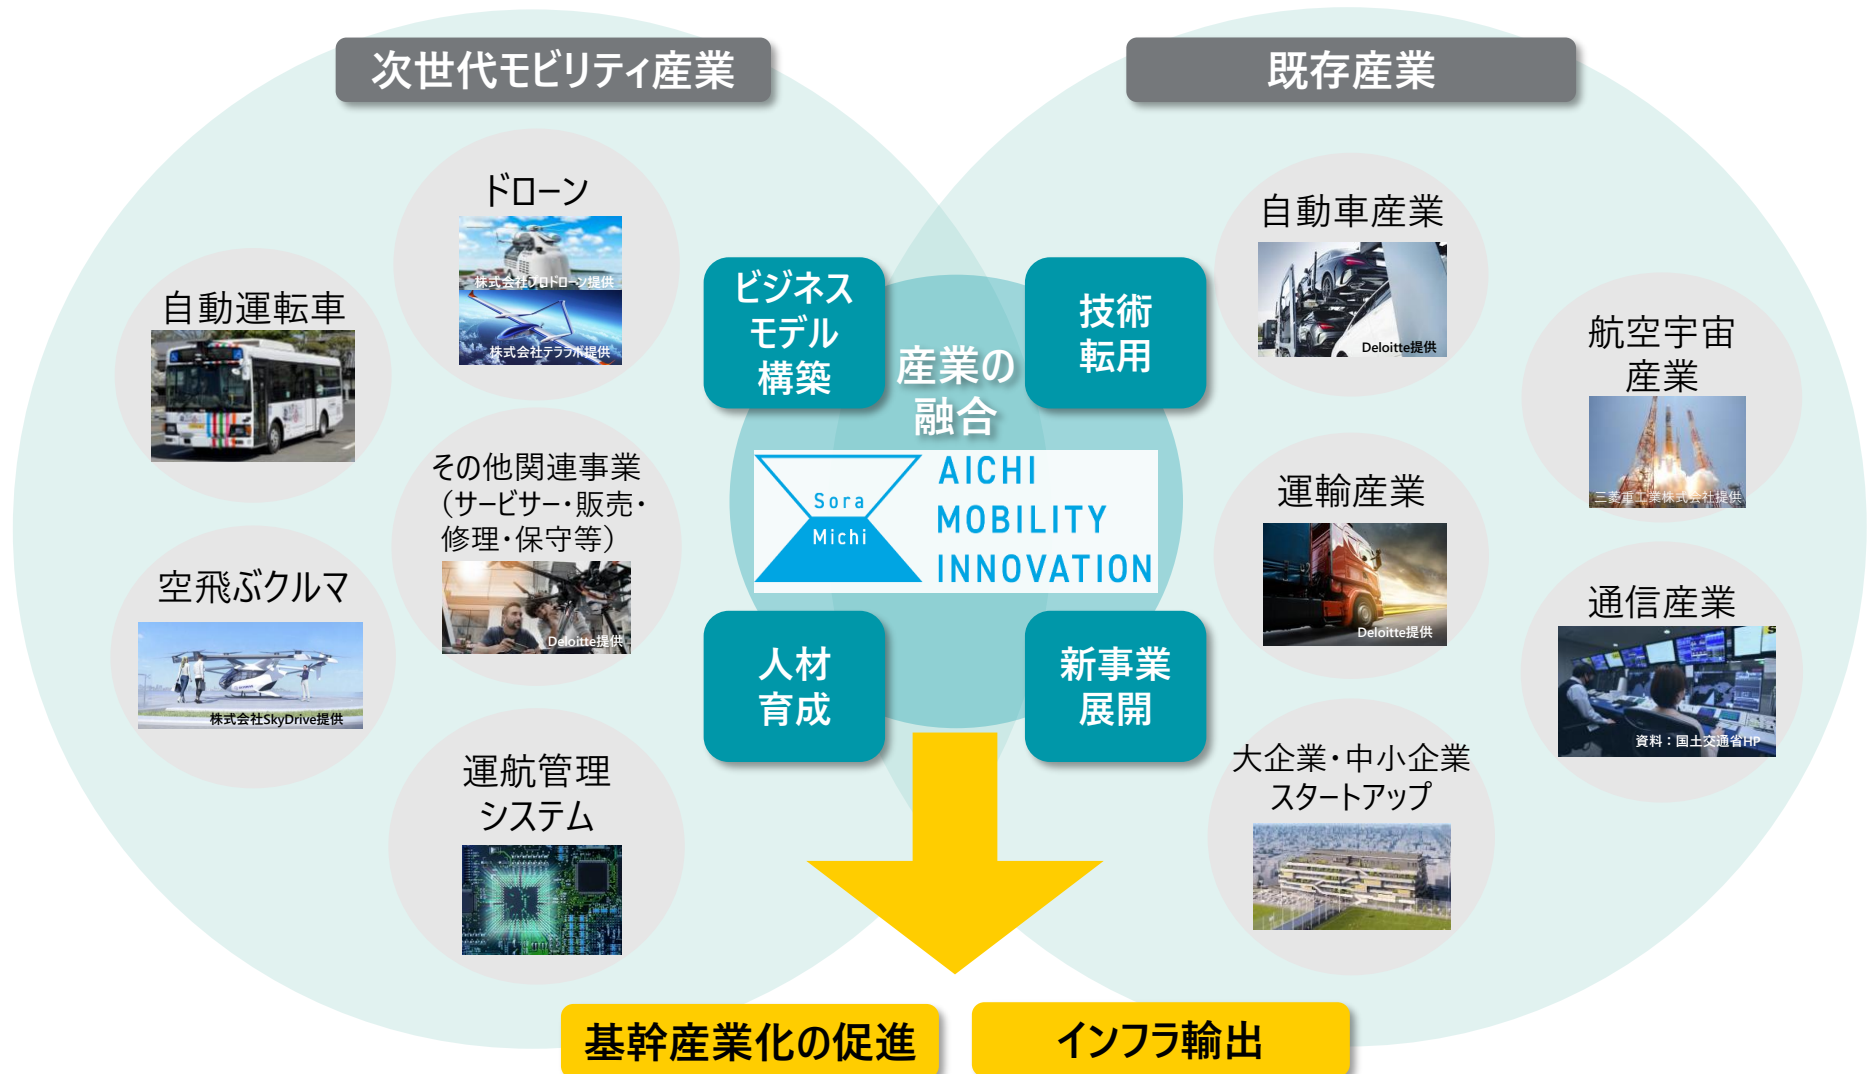 次世代モビリティ産業
既存産業
ドローン
株式会社プロドローン提供
株式会社テララボ提供
自動運転車
その他関連事業
（サービサー・販売・
修理・保守等）
Deloitte提供
空飛ぶクルマ
株式会社SkyDrive提供
運航管理
システム
ビジネス
モデル
構築
技術
転用
産業の
融合
Sora
Michi
AICHI
MOBILITY
INNOVATION
人材
育成
新事業
展開
自動車産業
Deloitte提供
航空宇宙
産業
三菱重工業株式会社提供
運輸産業
Deloitte提供
通信産業
資料：国土交通省HP
大企業・中小企業
スタートアップ
基幹産業化の促進
インフラ輸出